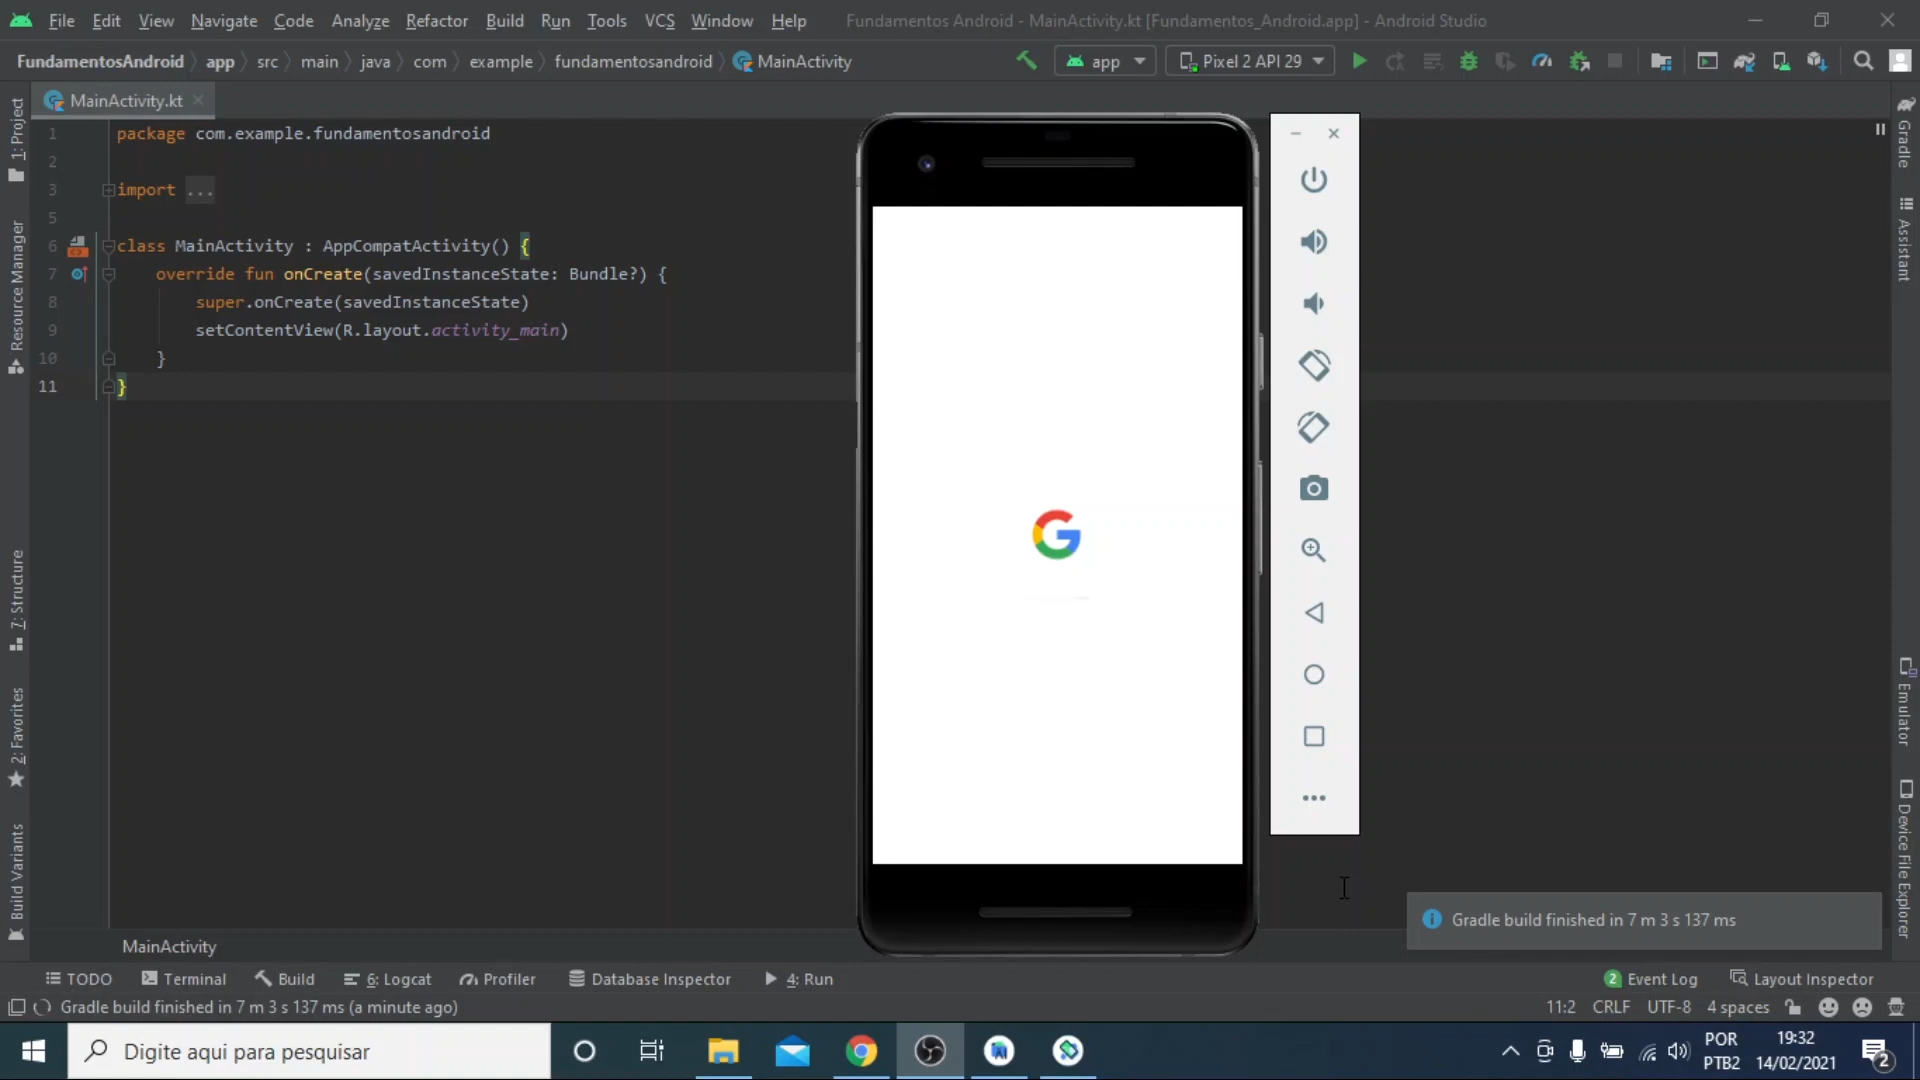 File Edit View Navigate Code Analyze Refactor Build Run Tools VCS Window Help Fundamentos Android - MainActivity.kt [Fundamentos_Android.app] - Android Studio
FundamentosAndroid app src main java com example fundamentosandroid MainActivity app Pixel 2 API 29
MainActivity.kt
1 package com.example.fundamentosandroid
2
3 import ...
5
6 class MainActivity : AppCompatActivity() {
7 override fun onCreate(savedInstanceState: Bundle?) {
8 super.onCreate(savedInstanceState)
9 setContentView(R.layout.activity_main)
10 }
11 }
1: Project
Resource Manager
7: Structure
2: Favorites
Build Variants
G
Gradle
Assistant
Emulator
Device File Explorer
Gradle build finished in 7 m 3 s 137 ms
MainActivity
TODO Terminal Build 6: Logcat Profiler Database Inspector 4: Run 2 Event Log Layout Inspector
Gradle build finished in 7 m 3 s 137 ms (a minute ago) 11:2 CRLF UTF-8 4 spaces
Digite aqui para pesquisar
POR
PTB2
19:32
14/02/2021
2